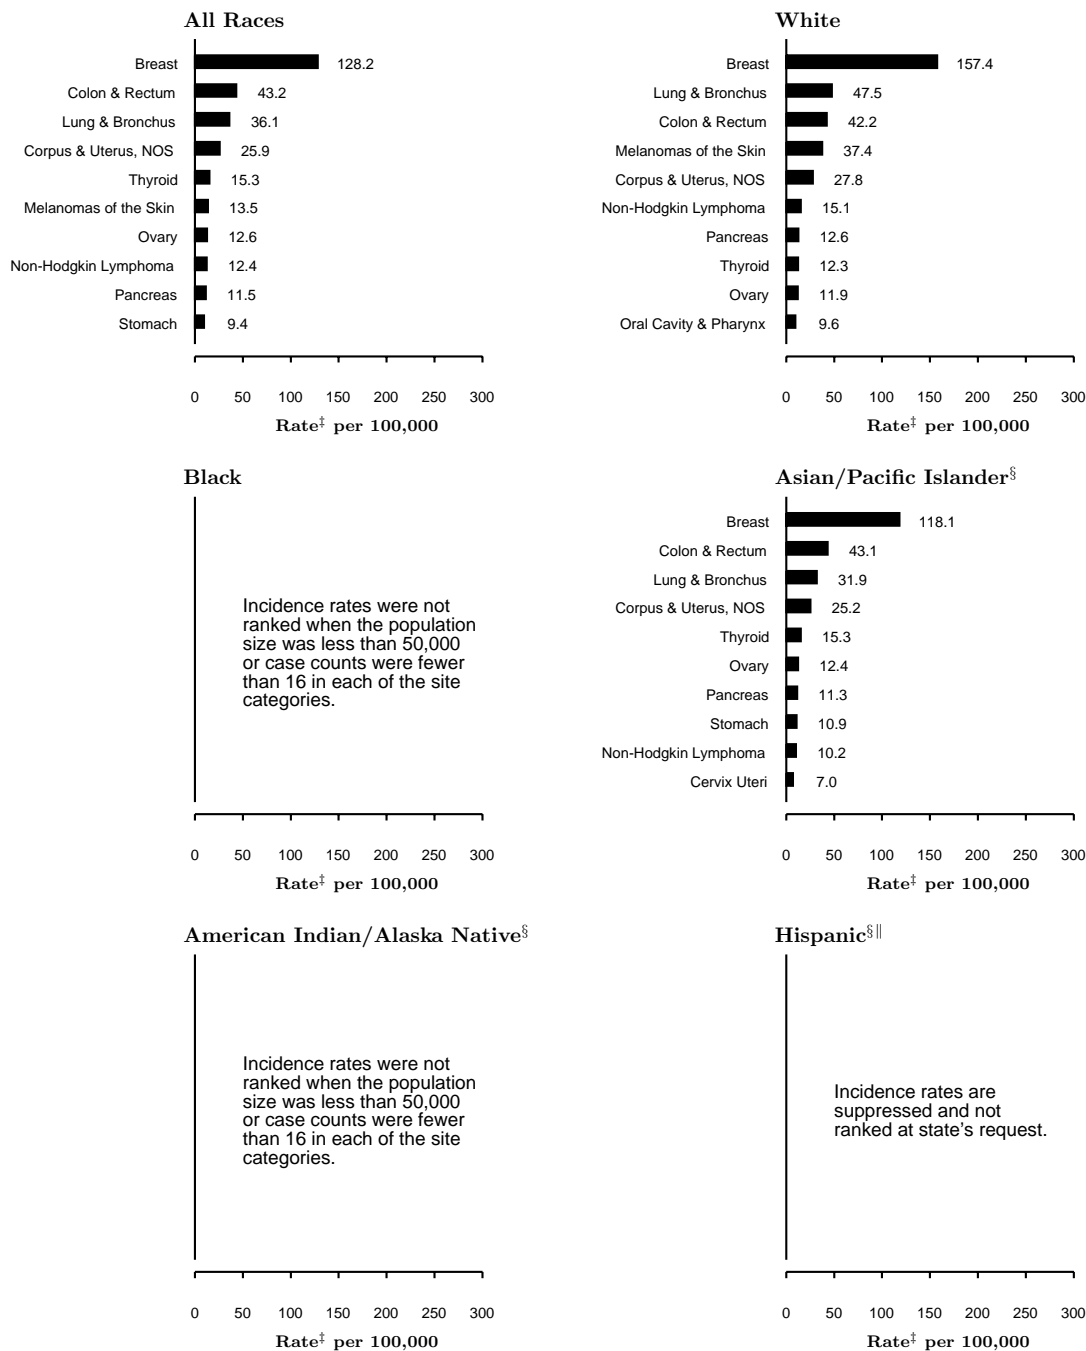 All Races
Breast 128.2
Colon & Rectum 43.2
Lung & Bronchus 36.1
Corpus & Uterus, NOS 25.9
Thyroid 15.3
Melanomas of the Skin 13.5
Ovary 12.6
Non-Hodgkin Lymphoma 12.4
Pancreas 11.5
Stomach 9.4
0 50 100 150 200 250 300
Rate‡ per 100,000
White
Breast 157.4
Lung & Bronchus 47.5
Colon & Rectum 42.2
Melanomas of the Skin 37.4
Corpus & Uterus, NOS 27.8
Non-Hodgkin Lymphoma 15.1
Pancreas 12.6
Thyroid 12.3
Ovary 11.9
Oral Cavity & Pharynx 9.6
0 50 100 150 200 250 300
Rate‡ per 100,000
Black
Incidence rates were not
ranked when the population
size was less than 50,000
or case counts were fewer
than 16 in each of the site
categories.
0 50 100 150 200 250 300
Rate‡ per 100,000
Asian/Pacific Islander§
Breast 118.1
Colon & Rectum 43.1
Lung & Bronchus 31.9
Corpus & Uterus, NOS 25.2
Thyroid 15.3
Ovary 12.4
Pancreas 11.3
Stomach 10.9
Non-Hodgkin Lymphoma 10.2
Cervix Uteri 7.0
0 50 100 150 200 250 300
Rate‡ per 100,000
American Indian/Alaska Native§
Incidence rates were not
ranked when the population
size was less than 50,000
or case counts were fewer
than 16 in each of the site
categories.
0 50 100 150 200 250 300
Rate‡ per 100,000
Hispanic§‖
Incidence rates are
suppressed and not
ranked at state's request.
0 50 100 150 200 250 300
Rate‡ per 100,000